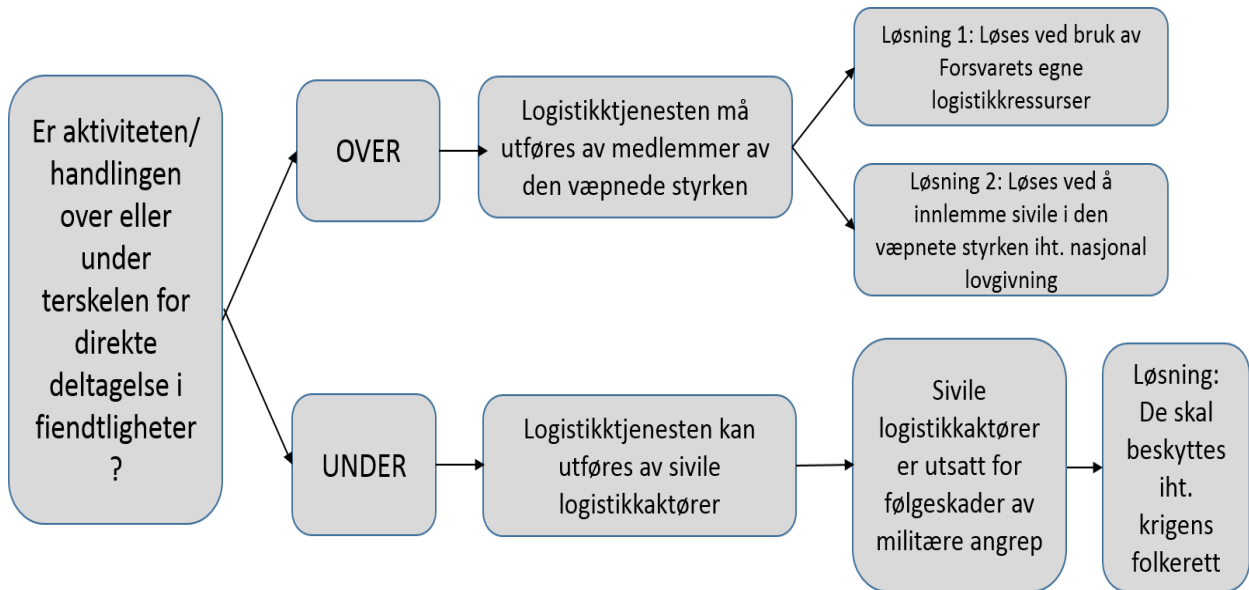 Er aktiviteten/
handlingen
over eller
under
terskelen for
direkte
deltagelse i
fiendtligheter
?
OVER
Logistikktjenesten må
utføres av medlemmer av
den væpnede styrken
Løsning 1: Løses ved bruk av
Forsvarets egne
logistikkressurser
Løsning 2: Løses ved å
innlemme sivile i den
væpnete styrken iht. nasjonal
lovgivning
UNDER
Logistikktjenesten kan
utføres av sivile
logistikkaktører
Sivile
logistikkaktører
er utsatt for
følgeskader av
militære angrep
Løsning:
De skal
beskyttes
iht.
krigens
folkerett